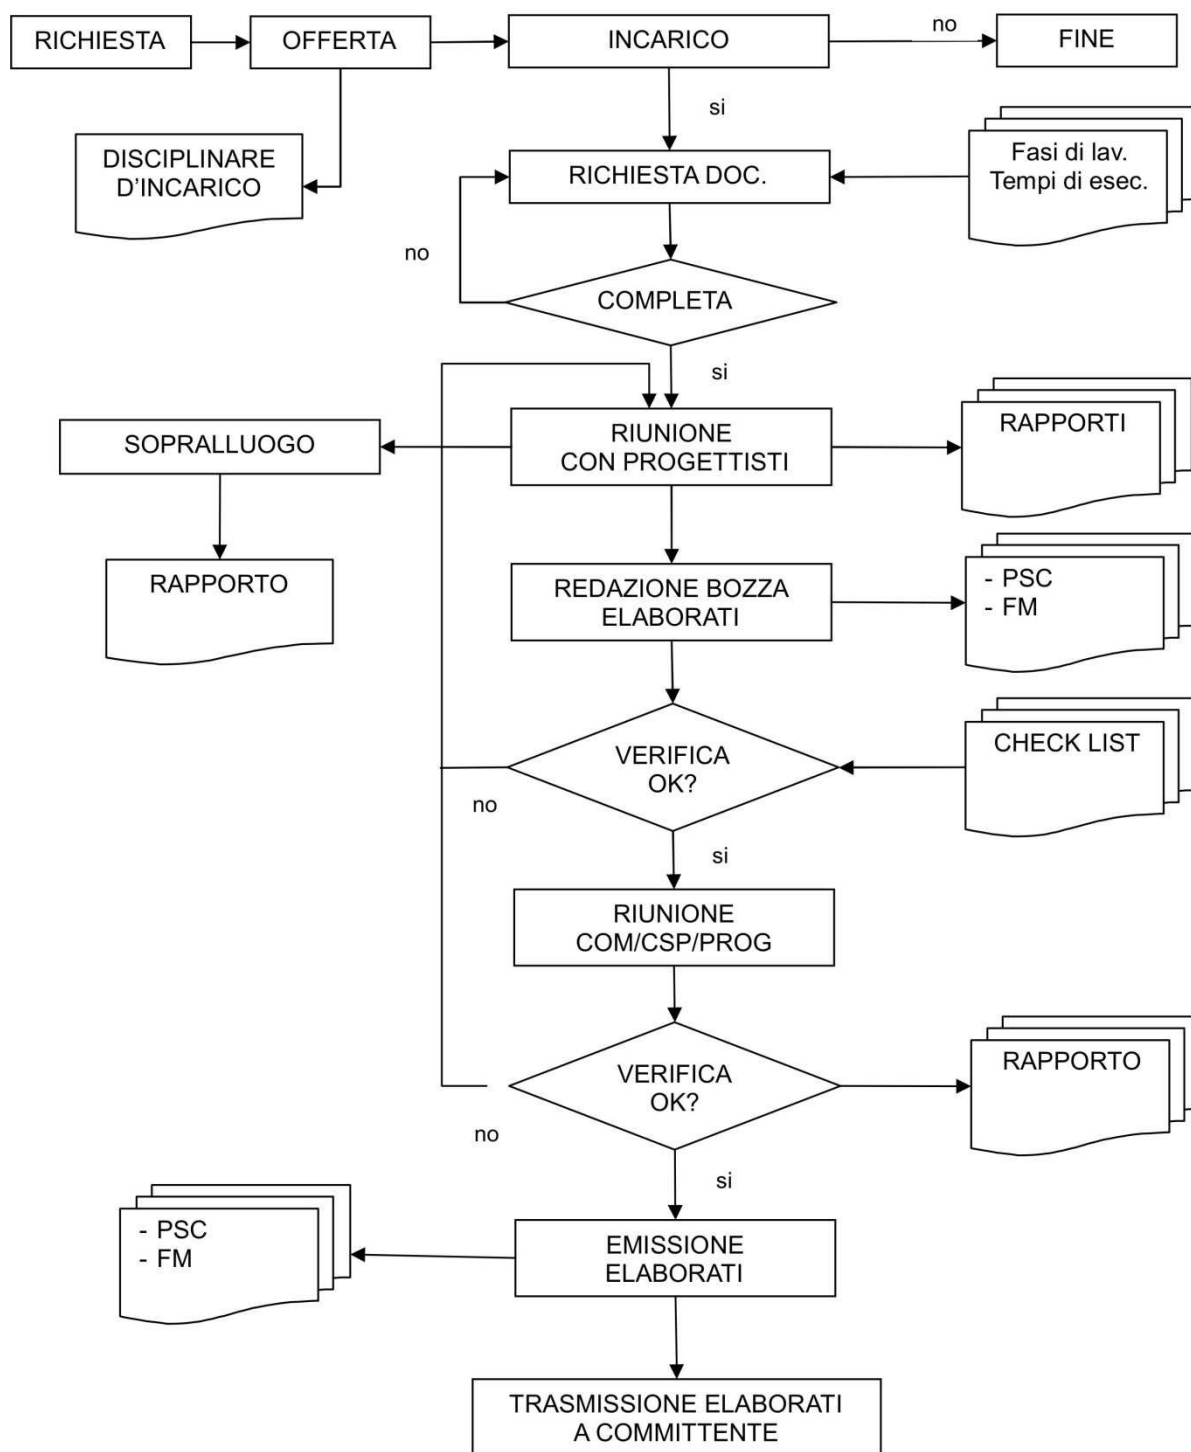 RICHIESTA
OFFERTA
INCARICO
no
FINE
si
DISCIPLINARE
D'INCARICO
RICHIESTA DOC.
Fasi di lav.
Tempi di esec.
no
COMPLETA
si
SOPRALLUOGO
RIUNIONE
CON PROGETTISTI
RAPPORTI
RAPPORTO
REDAZIONE BOZZA
ELABORATI
- PSC
- FM
VERIFICA
OK?
CHECK LIST
no
si
RIUNIONE
COM/CSP/PROG
VERIFICA
OK?
RAPPORTO
no
si
- PSC
- FM
EMISSIONE
ELABORATI
TRASMISSIONE ELABORATI
A COMMITTENTE